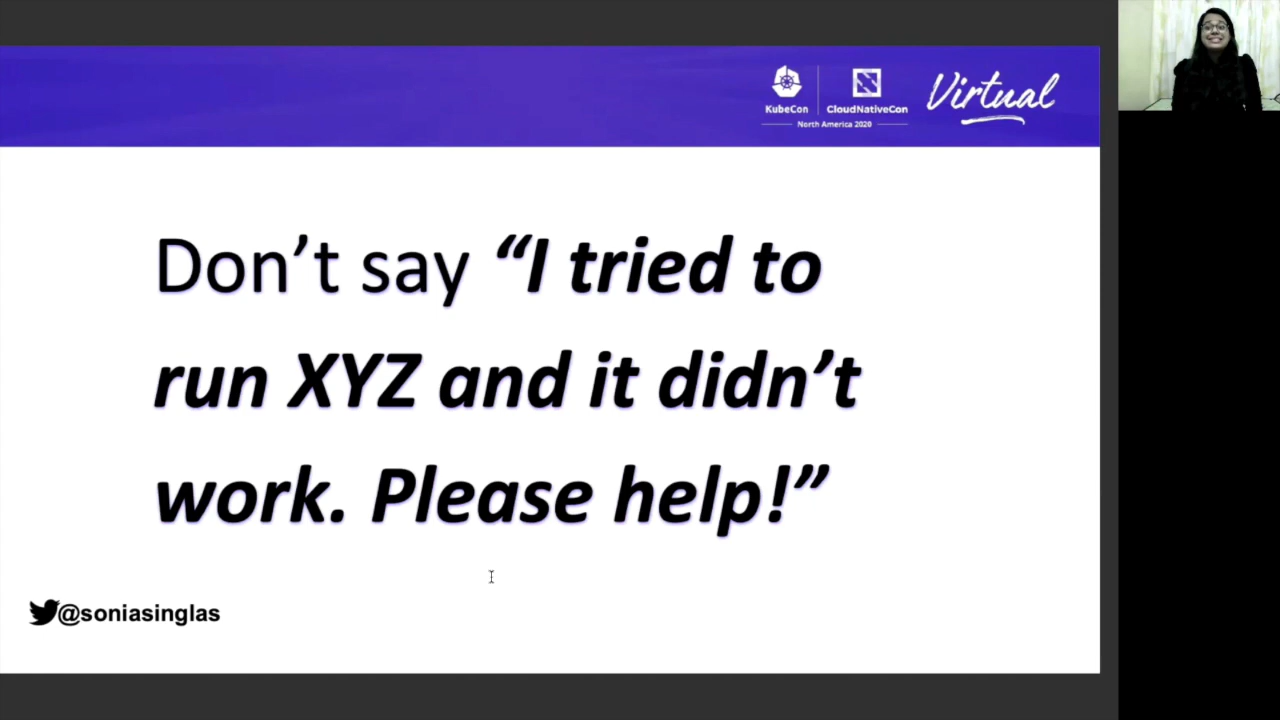 KubeCon
CloudNativeCon
North America 2020
Virtual
Don’t say “I tried to
run XYZ and it didn’t
work. Please help!”
@soniasinglas